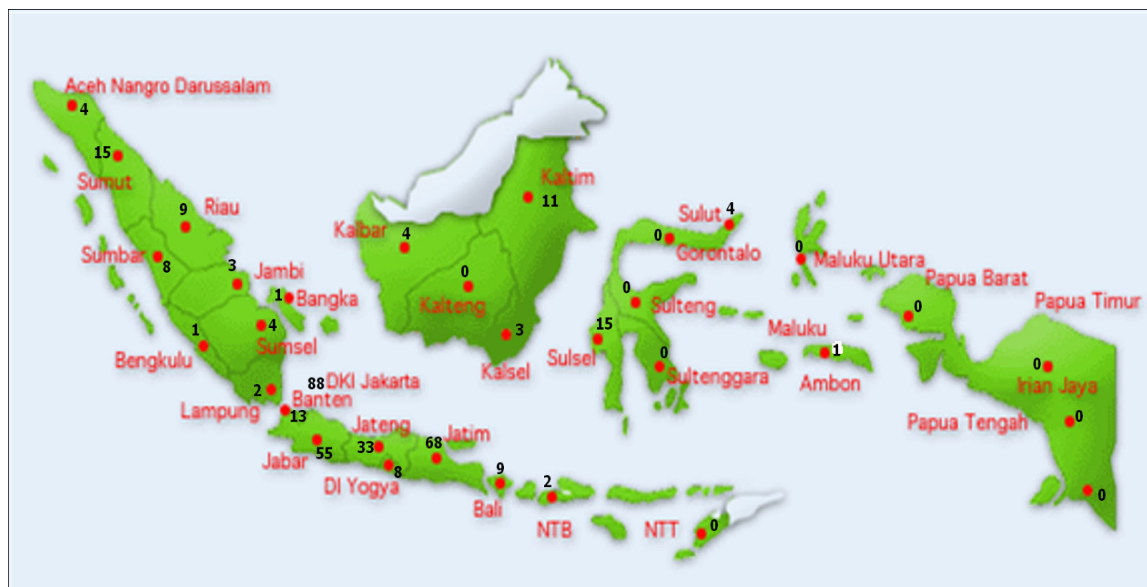 Aceh Nangro Darussalam
4
15
Sumut
9
Riau
Sumbar
8
3
Jambi
1
Bangka
1
Bengkulu
4
Sumsel
2
Lampung
88 DKI Jakarta
Banten
13
Jabar
55
Jateng
33
DI Yogya
8
68
Jatim
9
Bali
2
NTB
NTT
0
Kaltim
11
Kalbar
4
0
Kalteng
3
Kalsel
Sulut
4
0
Gorontalo
0
Sulteng
15
Sulsel
0
Sultenggara
0
Maluku Utara
Maluku
1
Ambon
Papua Barat
0
Papua Timur
0
Irian Jaya
Papua Tengah
0
0